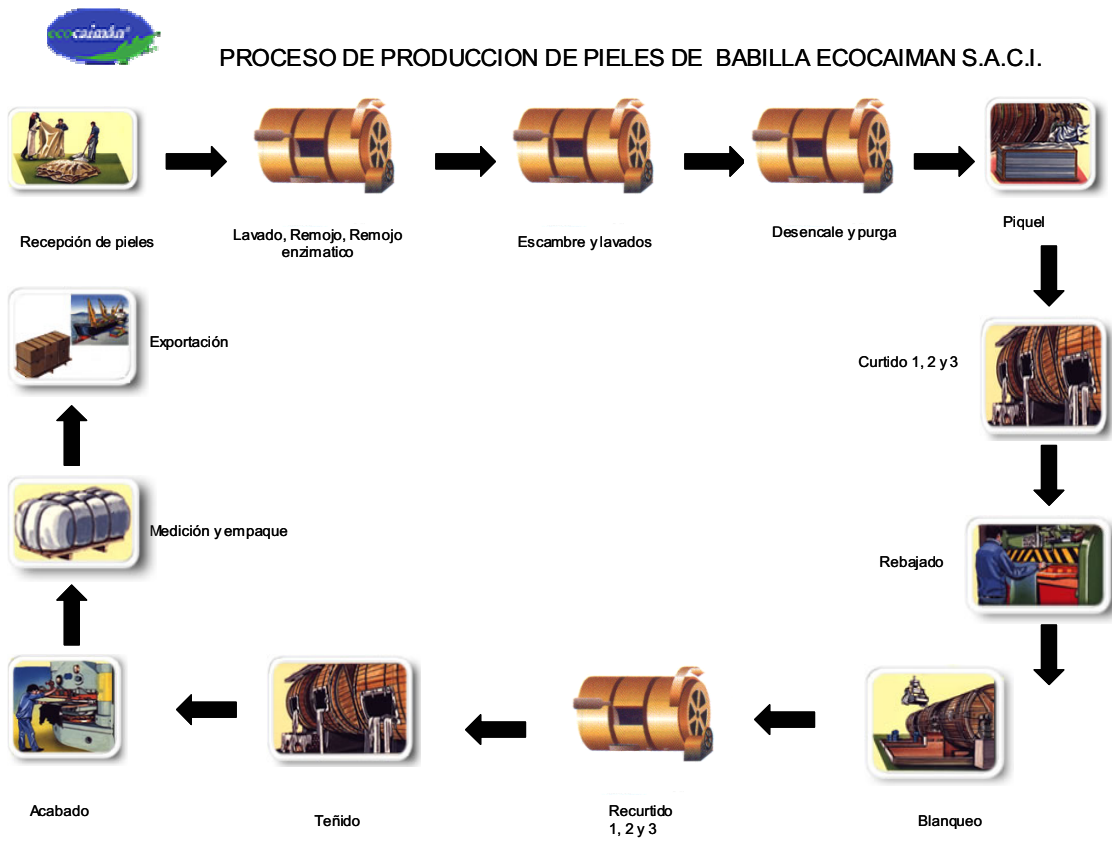 ecocaimán
PROCESO DE PRODUCCION DE PIELES DE BABILLA ECOCAIMAN S.A.C.I.
Recepción de pieles
Lavado, Remojo, Remojo
enzimatico
Escambre y lavados
Desencale y purga
Piquel
Exportación
Curtido 1, 2 y 3
Medición y empaque
Rebajado
Acabado
Teñido
Recurtido
1, 2 y 3
Blanqueo